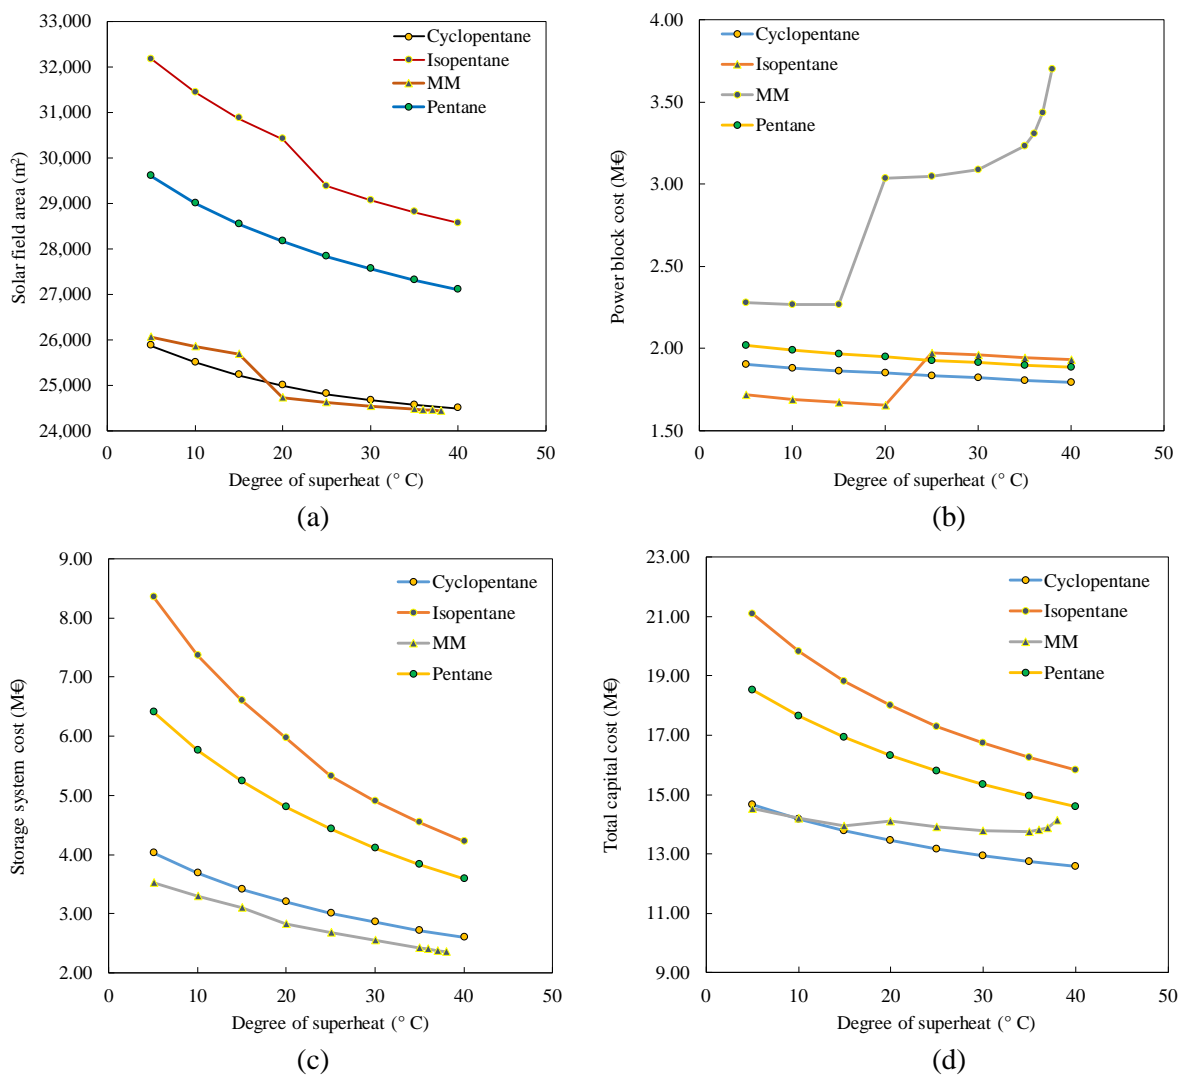 33,000
32,000
31,000
30,000
29,000
28,000
27,000
26,000
25,000
24,000
Solar field area (m²)
Cyclopentane
Isopentane
MM
Pentane
0 10 20 30 40 50
Degree of superheat (° C)
(a)
4.00
3.50
3.00
2.50
2.00
1.50
Power block cost (M€)
Cyclopentane
Isopentane
MM
Pentane
0 10 20 30 40 50
Degree of superheat (° C)
(b)
9.00
8.00
7.00
6.00
5.00
4.00
3.00
2.00
Storage system cost (M€)
Cyclopentane
Isopentane
MM
Pentane
0 10 20 30 40 50
Degree of superheat (° C)
(c)
23.00
21.00
19.00
17.00
15.00
13.00
11.00
9.00
Total capital cost (M€)
Cyclopentane
Isopentane
MM
Pentane
0 10 20 30 40 50
Degree of superheat (° C)
(d)